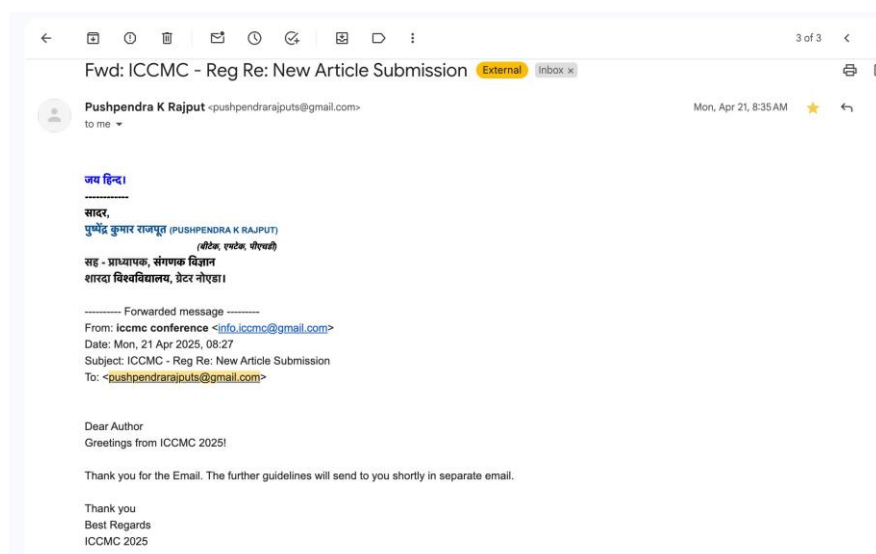 3 of 3
Fwd: ICCMC - Reg Re: New Article Submission External Inbox ×
Pushpendra K Rajput <pushpendrarajputs@gmail.com> Mon, Apr 21, 8:35 AM
to me
जय हिन्द।
------------
सादर,
पुष्पेंद्र कुमार राजपूत (PUSHPENDRA K RAJPUT)
(बीटेक, एमटेक, पीएचडी)
सह - प्राध्यापक, संगणक विज्ञान
शारदा विश्वविद्यालय, ग्रेटर नोएडा।
---------- Forwarded message ---------
From: iccmc conference <info.iccmc@gmail.com>
Date: Mon, 21 Apr 2025, 08:27
Subject: ICCMC - Reg Re: New Article Submission
To: <pushpendrarajputs@gmail.com>
Dear Author
Greetings from ICCMC 2025!
Thank you for the Email. The further guidelines will send to you shortly in separate email.
Thank you
Best Regards
ICCMC 2025